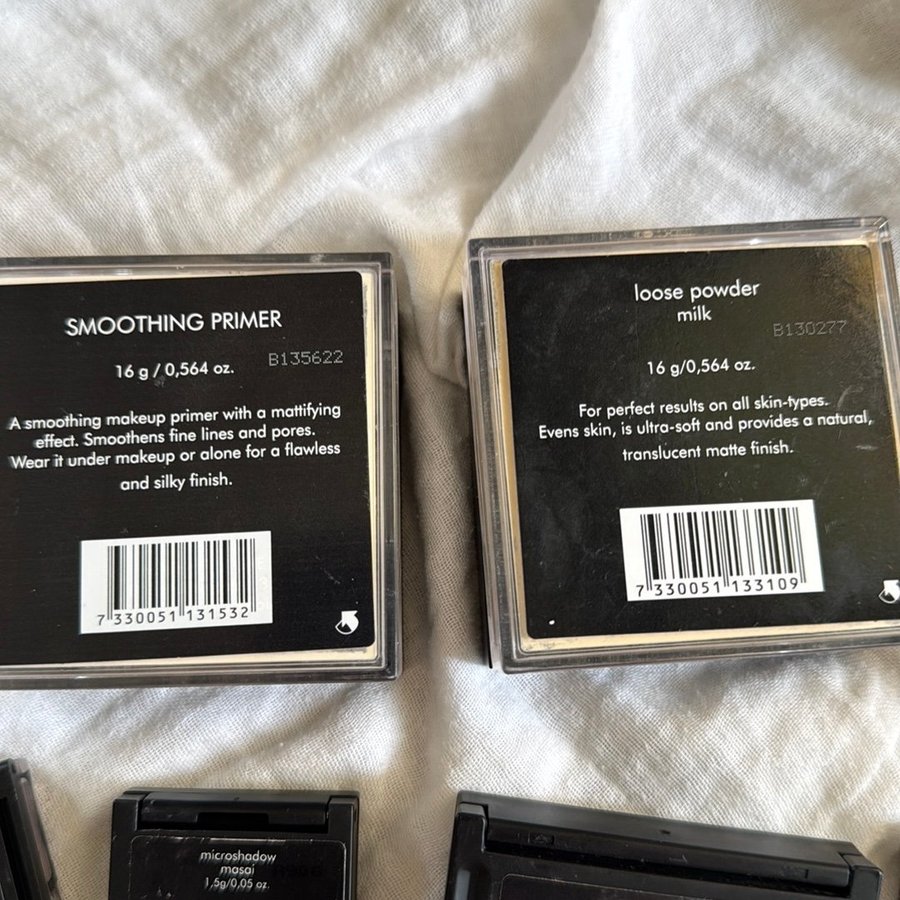 SMOOTHING PRIMER
16 g / 0,564 oz.
B135622
A smoothing makeup primer with a mattifying
effect. Smoothens fine lines and pores.
Wear it under makeup or alone for a flawless
and silky finish.
7 330051 131532
loose powder
milk
B130277
16 g/0,564 oz.
For perfect results on all skin-types.
Evens skin, is ultra-soft and provides a natural,
translucent matte finish.
7 330051 133109
microshadow
masai
1,5g/0,05 oz.